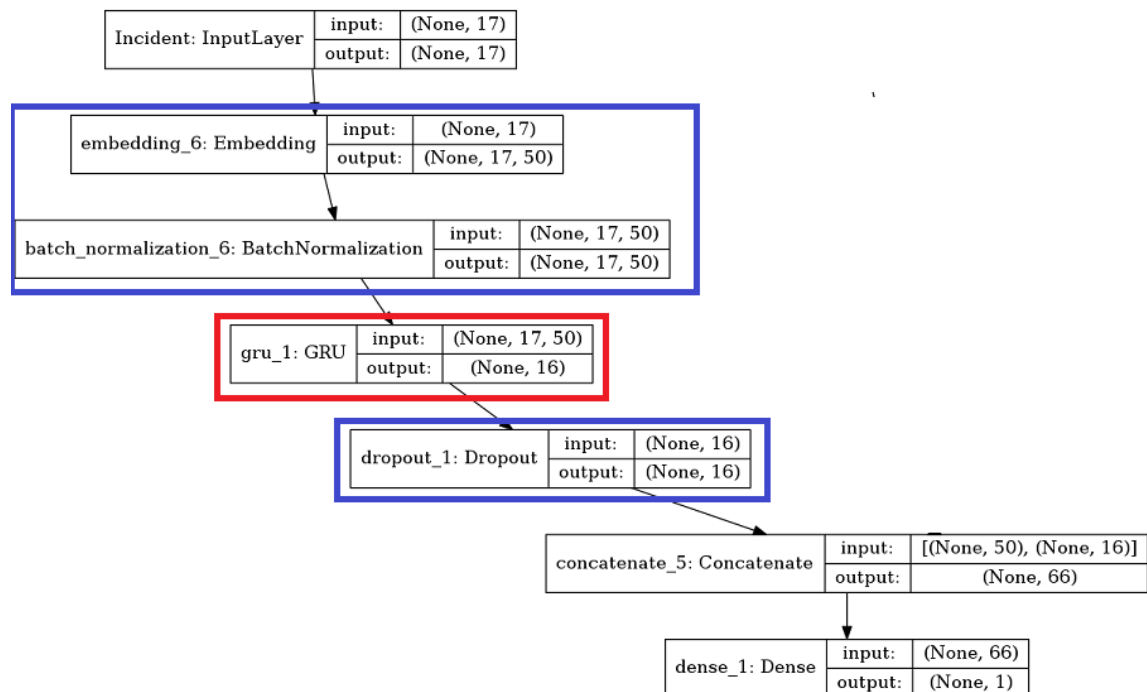 Incident: InputLayer
input: (None, 17)
output: (None, 17)
embedding_6: Embedding
input: (None, 17)
output: (None, 17, 50)
batch_normalization_6: BatchNormalization
input: (None, 17, 50)
output: (None, 17, 50)
gru_1: GRU
input: (None, 17, 50)
output: (None, 16)
dropout_1: Dropout
input: (None, 16)
output: (None, 16)
concatenate_5: Concatenate
input: [(None, 50), (None, 16)]
output: (None, 66)
dense_1: Dense
input: (None, 66)
output: (None, 1)